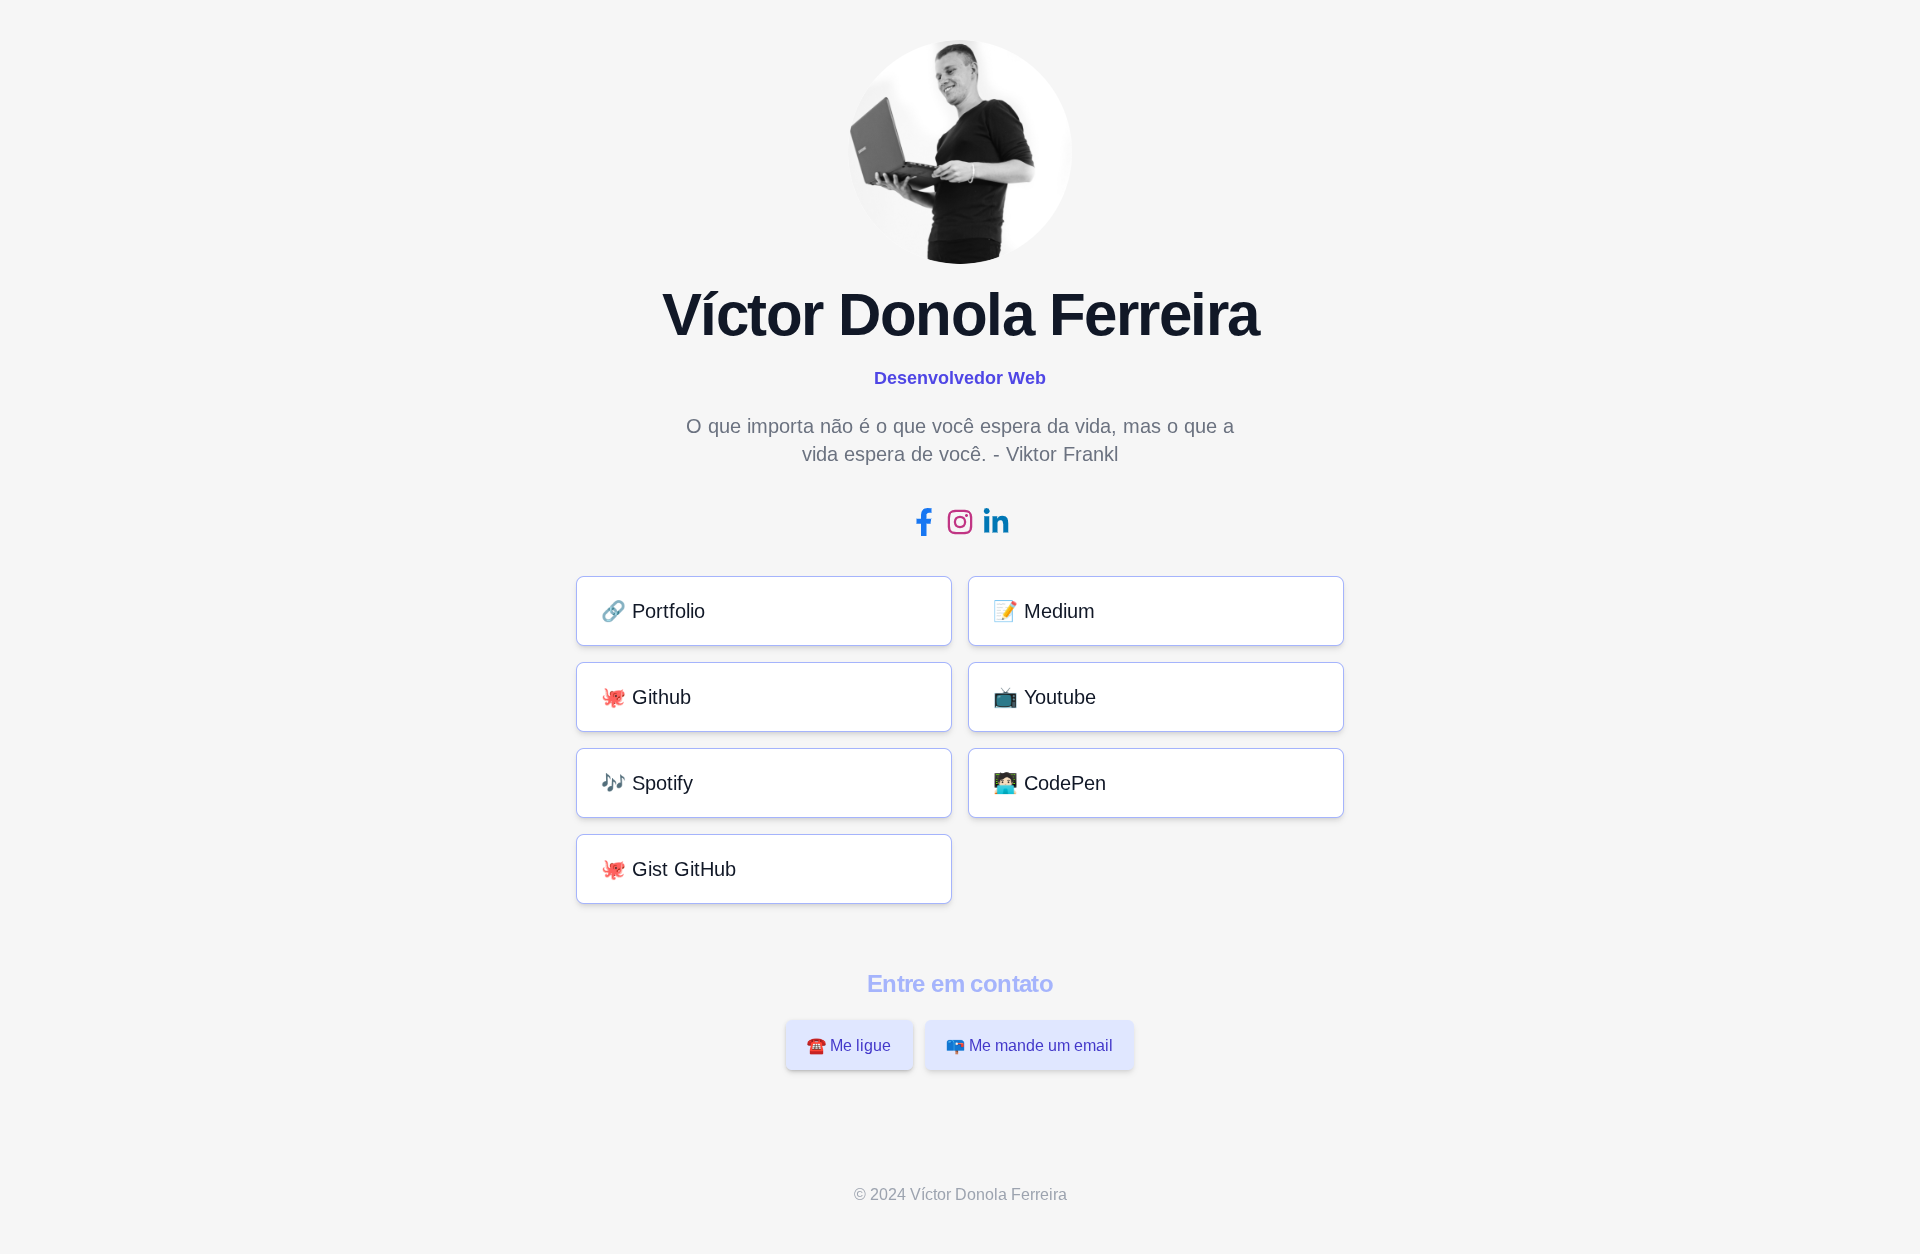 Víctor Donola Ferreira
Desenvolvedor Web
O que importa não é o que você espera da vida, mas o que a
vida espera de você. - Viktor Frankl
🔗 Portfolio
📝 Medium
🐙 Github
📺 Youtube
🎶 Spotify
🧑🏻‍💻 CodePen
🐙 Gist GitHub
Entre em contato
☎️ Me ligue
📪 Me mande um email
© 2024 Víctor Donola Ferreira